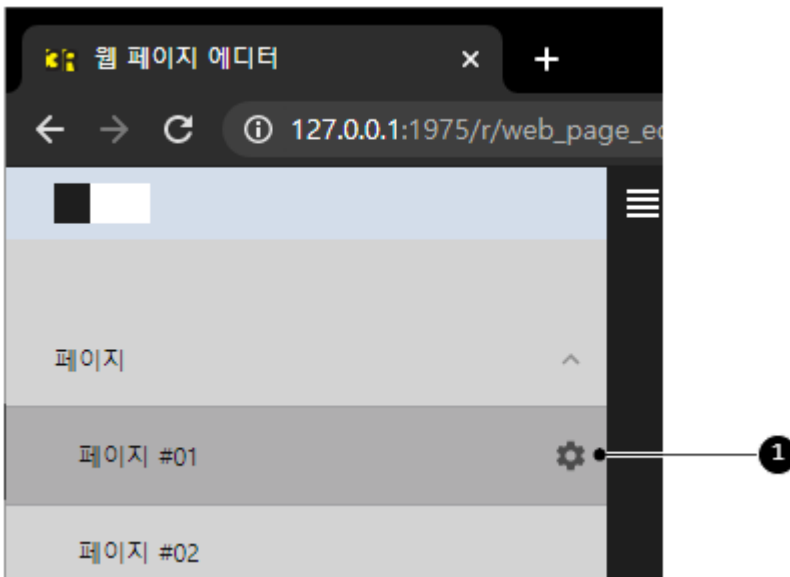 웹 페이지 에디터
127.0.0.1:1975/r/web_page_e
페이지
페이지 #01
1
페이지 #02